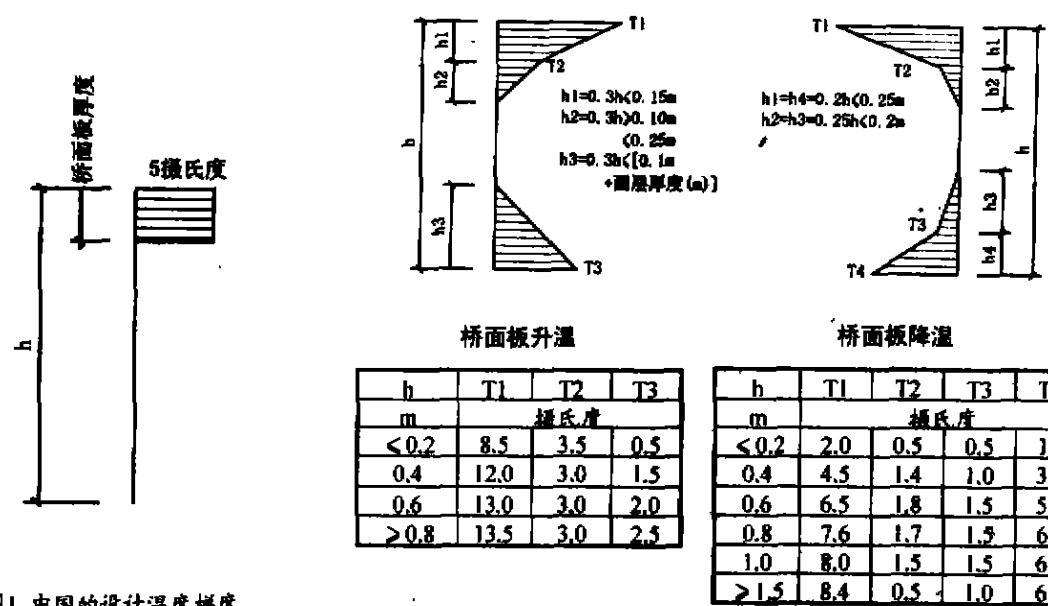 桥面板厚度
5摄氏度
h
T1
T2
h1
h2
h
h3
T3
h1=0.3h<0.15m
h2=0.3h>0.10m
<0.25m
h3=0.3h<[0.1m
+面层厚度(m)]
T1
T2
h1
h2
h
h3
h4
T3
T4
h1=h4=0.2h<0.25m
h2=h3=0.25h<0.2m
桥面板升温
h T1 T2 T3
m 摄氏度
≤0.2 8.5 3.5 0.5
0.4 12.0 3.0 1.5
0.6 13.0 3.0 2.0
≥0.8 13.5 3.0 2.5
桥面板降温
h T1 T2 T3
m 摄氏度
≤0.2 2.0 0.5 0.5
0.4 4.5 1.4 1.0
0.6 6.5 1.8 1.5
0.8 7.6 1.7 1.5
1.0 8.0 1.5 1.5
≥1.5 8.4 0.5 1.0
1 中国的设计温度梯度